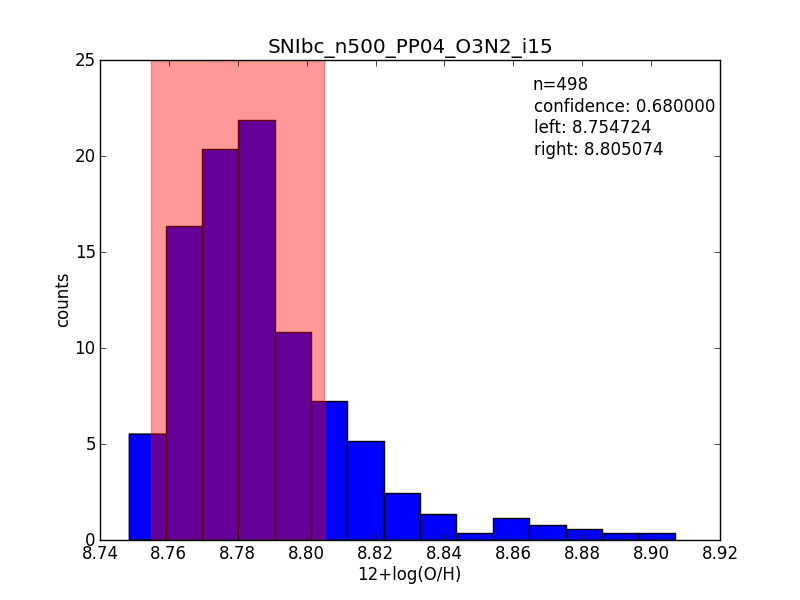 SNIbc_n500_PP04_O3N2_i15
n=498
confidence: 0.680000
left: 8.754724
right: 8.805074
25
20
15
10
5
0
counts
8.74 8.76 8.78 8.80 8.82 8.84 8.86 8.88 8.90 8.92
12+log(O/H)